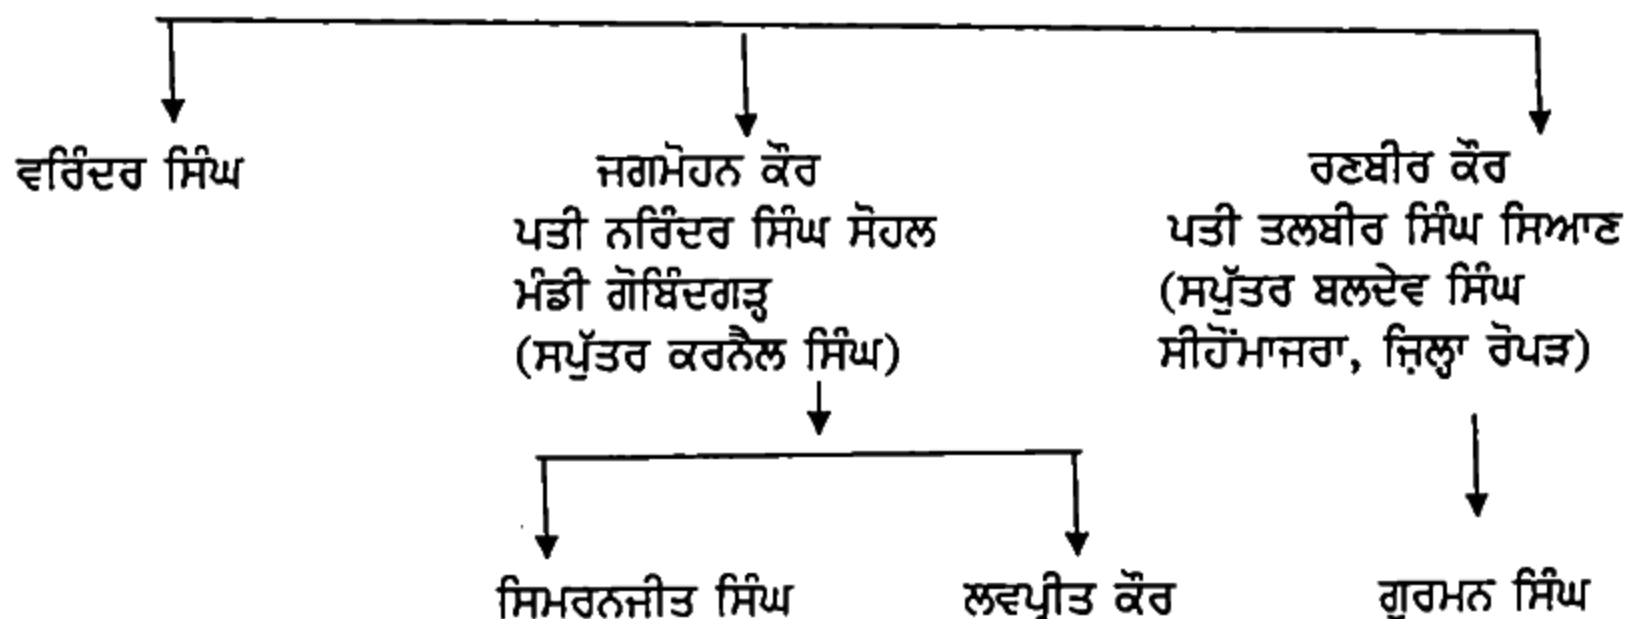 ਵਰਿੰਦਰ ਸਿੰਘ
ਜਗਮੋਹਨ ਕੌਰ
ਪਤੀ ਨਰਿੰਦਰ ਸਿੰਘ ਸੋਹਲ
ਮੰਡੀ ਗੋਬਿੰਦਗੜ੍ਹ
(ਸਪੁੱਤਰ ਕਰਨੈਲ ਸਿੰਘ)
ਰਣਬੀਰ ਕੌਰ
ਪਤੀ ਤਲਬੀਰ ਸਿੰਘ ਸਿਆਣ
(ਸਪੁੱਤਰ ਬਲਦੇਵ ਸਿੰਘ
ਸੀਹੋਂਮਾਜਰਾ, ਜ਼ਿਲ੍ਹਾ ਰੋਪੜ)
ਸਿਮਰਨਜੀਤ ਸਿੰਘ
ਲਵਪ੍ਰੀਤ ਕੌਰ
ਗੁਰਮਨ ਸਿੰਘ